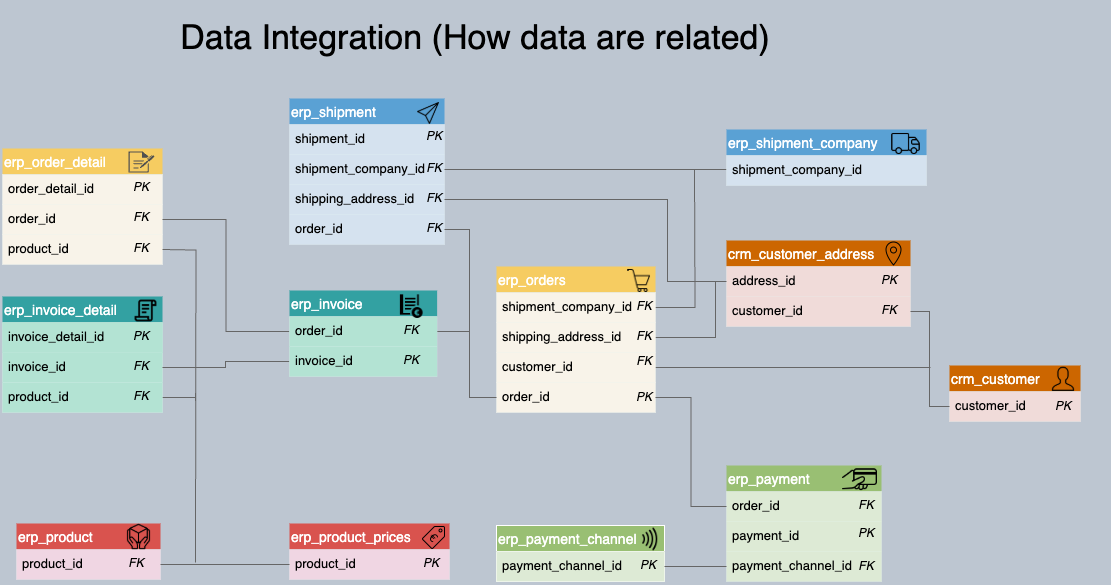 Data Integration (How data are related)
erp_shipment
shipment_id PK
shipment_company_id FK
shipping_address_id FK
order_id FK
erp_shipment_company
shipment_company_id
erp_order_detail
order_detail_id PK
order_id FK
product_id FK
crm_customer_address
address_id PK
customer_id FK
erp_orders
shipment_company_id FK
shipping_address_id FK
customer_id FK
order_id PK
erp_invoice_detail
invoice_detail_id PK
invoice_id FK
product_id FK
erp_invoice
order_id FK
invoice_id PK
crm_customer
customer_id PK
erp_payment
order_id FK
payment_id PK
payment_channel_id FK
erp_product
product_id FK
erp_product_prices
product_id PK
erp_payment_channel
payment_channel_id PK